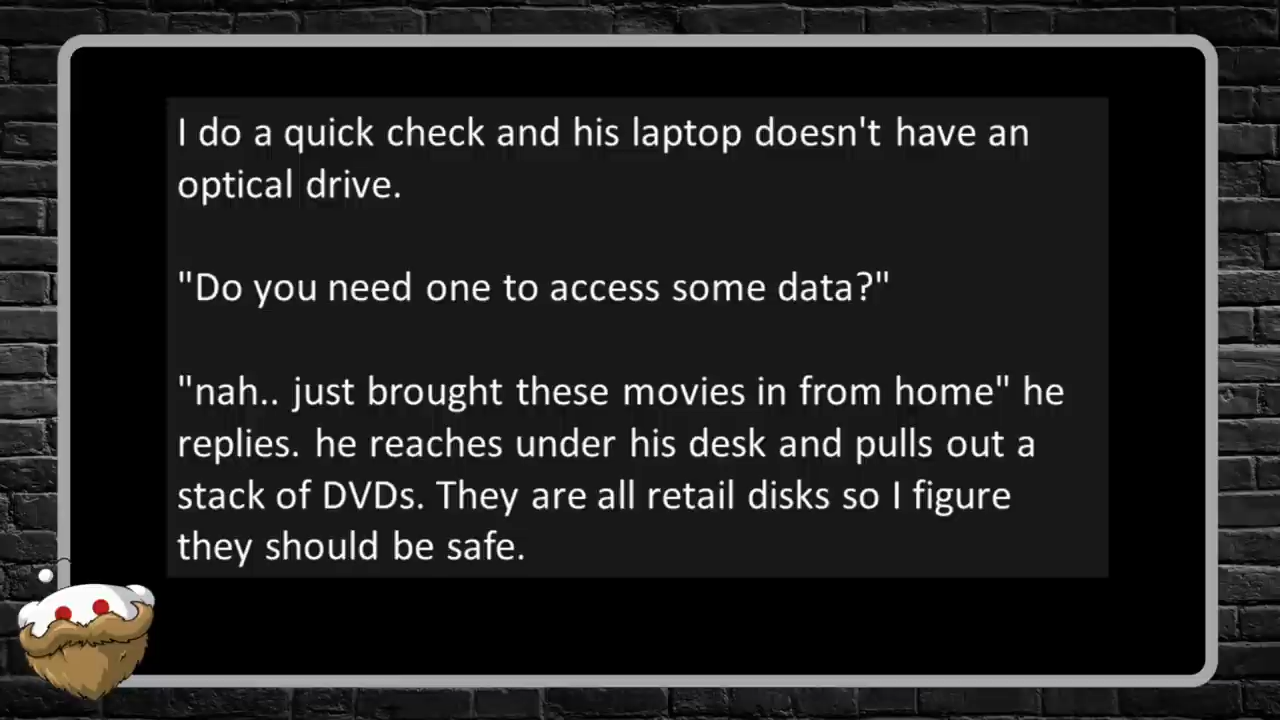 I do a quick check and his laptop doesn't have an
optical drive.
"Do you need one to access some data?"
"nah.. just brought these movies in from home" he
replies. he reaches under his desk and pulls out a
stack of DVDs. They are all retail disks so I figure
they should be safe.